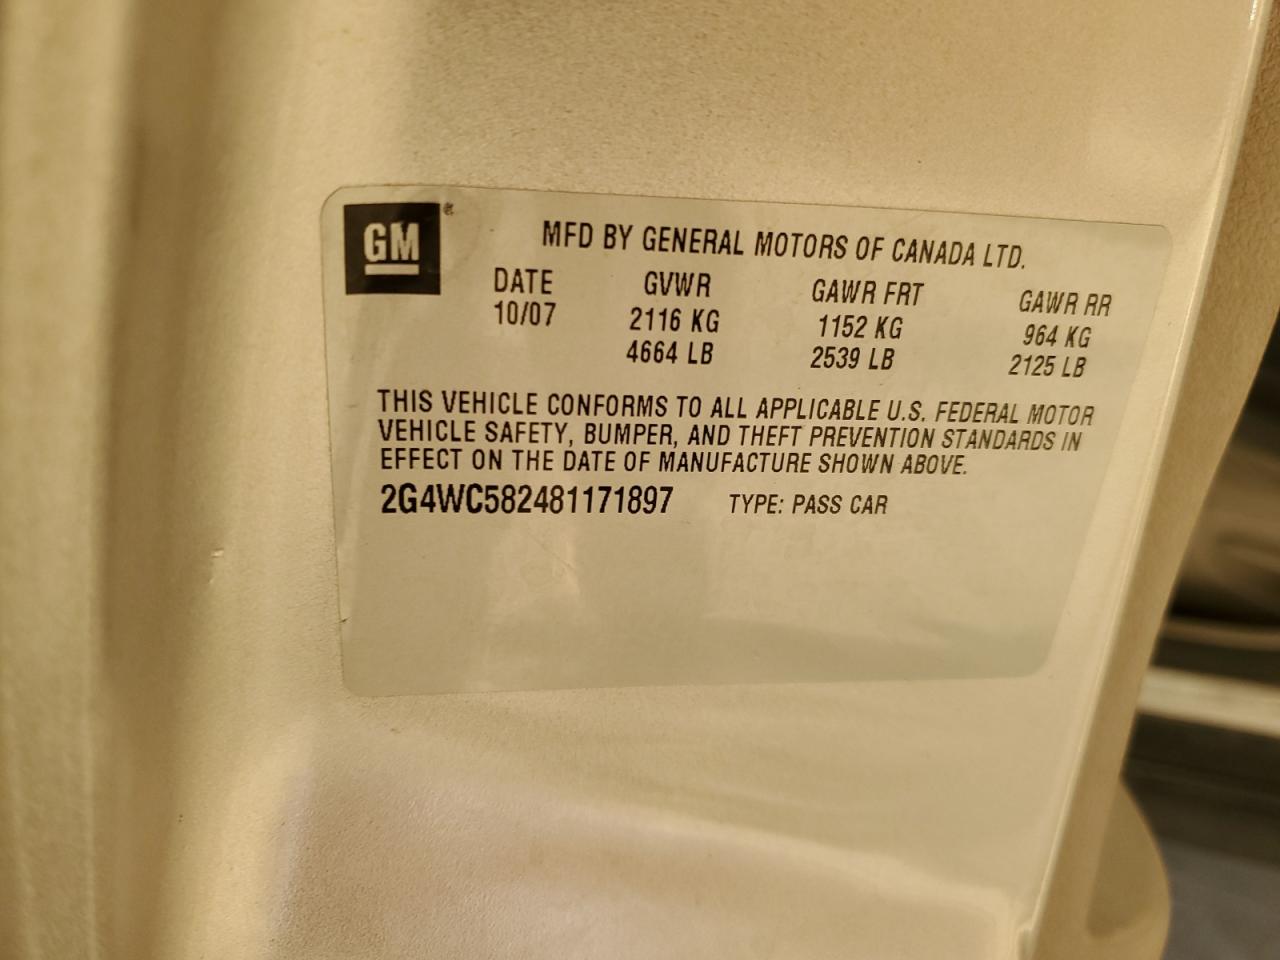 GM®
MFD BY GENERAL MOTORS OF CANADA LTD.
DATE GVWR GAWR FRT GAWR RR
10/07 2116 KG 1152 KG 964 KG
4664 LB 2539 LB 2125 LB
THIS VEHICLE CONFORMS TO ALL APPLICABLE U.S. FEDERAL MOTOR
VEHICLE SAFETY, BUMPER, AND THEFT PREVENTION STANDARDS IN
EFFECT ON THE DATE OF MANUFACTURE SHOWN ABOVE.
2G4WC582481171897 TYPE: PASS CAR